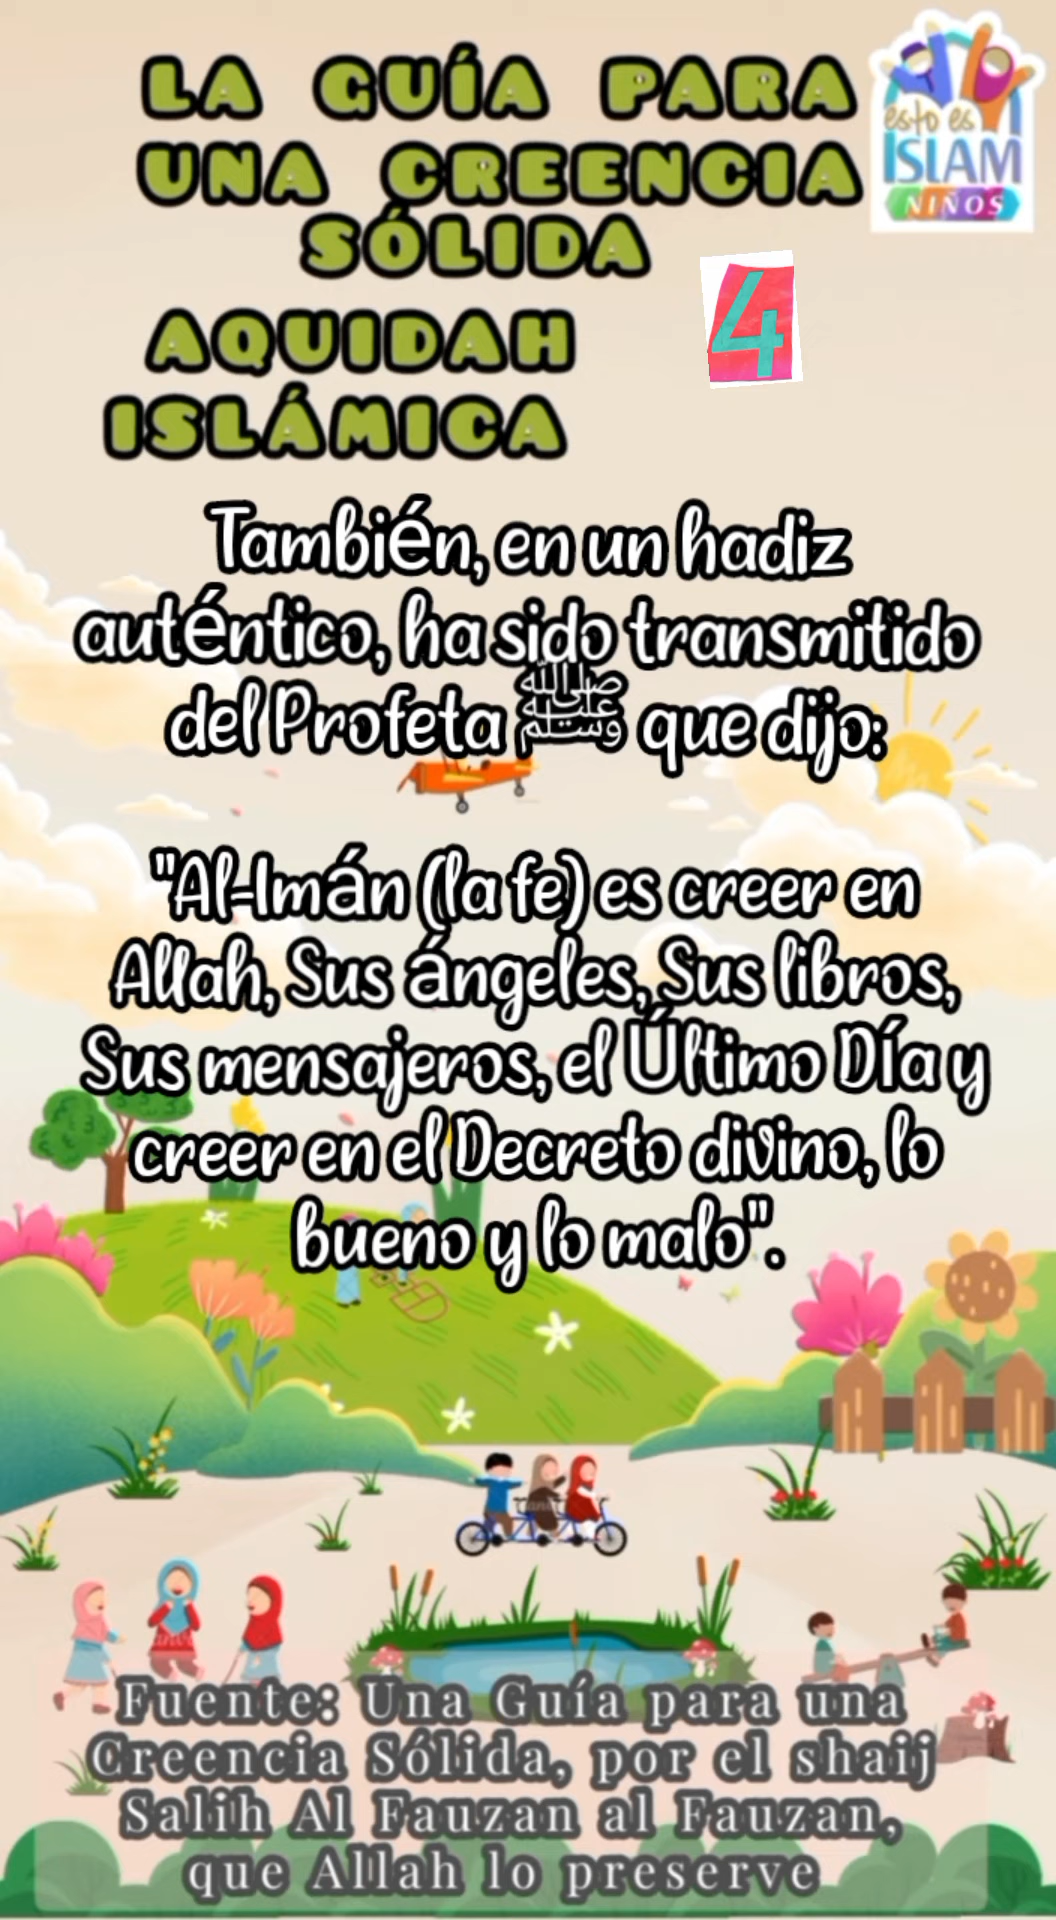 LA GUÍA PARA
UNA CREENCIA
SÓLIDA
esto es
ISLAM
NIÑOS
4
AQUIDAH
ISLÁMICA
También, en un hadiz
auténtico, ha sido transmitido
del Profeta ﷺ que dijo:
"Al-Imán (la fe) es creer en
Allah, Sus ángeles, Sus libros,
Sus mensajeros, el Último Día y
creer en el Decreto divino, lo
bueno y lo malo".
Fuente: Una Guía para una
Creencia Sólida, por el shaij
Salih Al Fauzan al Fauzan,
que Allah lo preserve